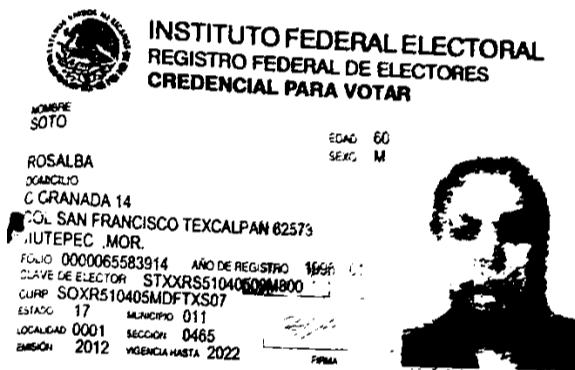 INSTITUTO FEDERAL ELECTORAL
REGISTRO FEDERAL DE ELECTORES
CREDENCIAL PARA VOTAR
NOMBRE
SOTO
EDAD 60
SEXO M
ROSALBA
DOMICILIO
C GRANADA 14
COL SAN FRANCISCO TEXCALPAN 62573
JIUTEPEC ,MOR.
FOLIO 0000065583914 AÑO DE REGISTRO
CLAVE DE ELECTOR
CURP SOXR510405MDFTXS07
ESTADO 17 MUNICIPIO 011
LOCALIDAD 0001 SECCIÓN 0465
EMISIÓN 2012 VIGENCIA HASTA 2022
FIRMA